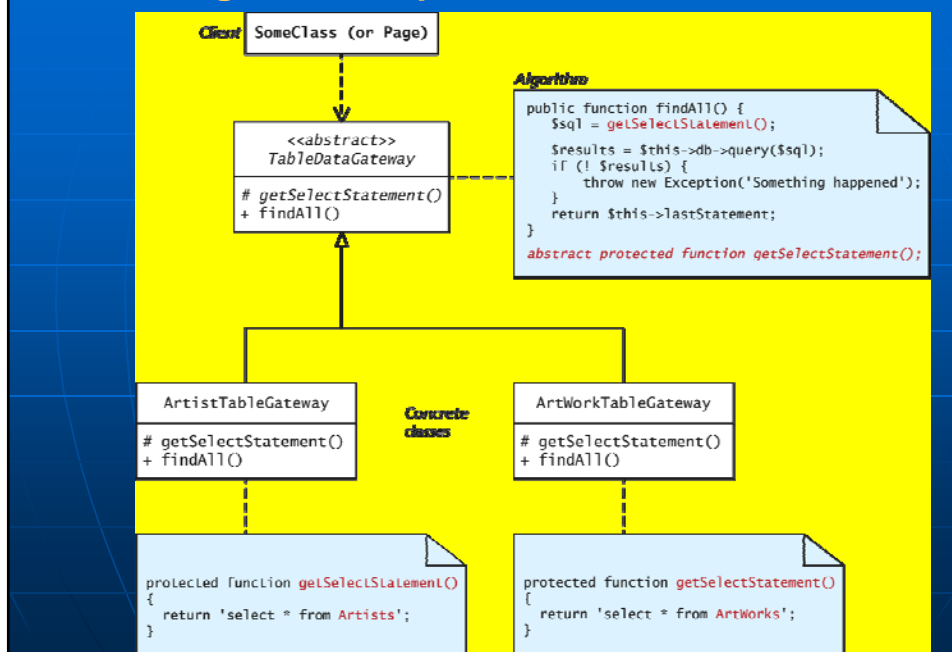 Client
SomeClass (or Page)
Algorithm
public function findAll() {
$sql = getSelectStatement();
$results = $this->db->query($sql);
if (! $results) {
throw new Exception('Something happened');
}
return $this->lastStatement;
}
abstract protected function getSelectStatement();
<<abstract>>
TableDataGateway
# getSelectStatement()
+ findAll()
ArtistTableGateway
# getSelectStatement()
+ findAll()
Concrete
classes
ArtWorkTableGateway
# getSelectStatement()
+ findAll()
protected function getSelectStatement()
{
return 'select * from Artists';
}
protected function getSelectStatement()
{
return 'select * from ArtWorks';
}